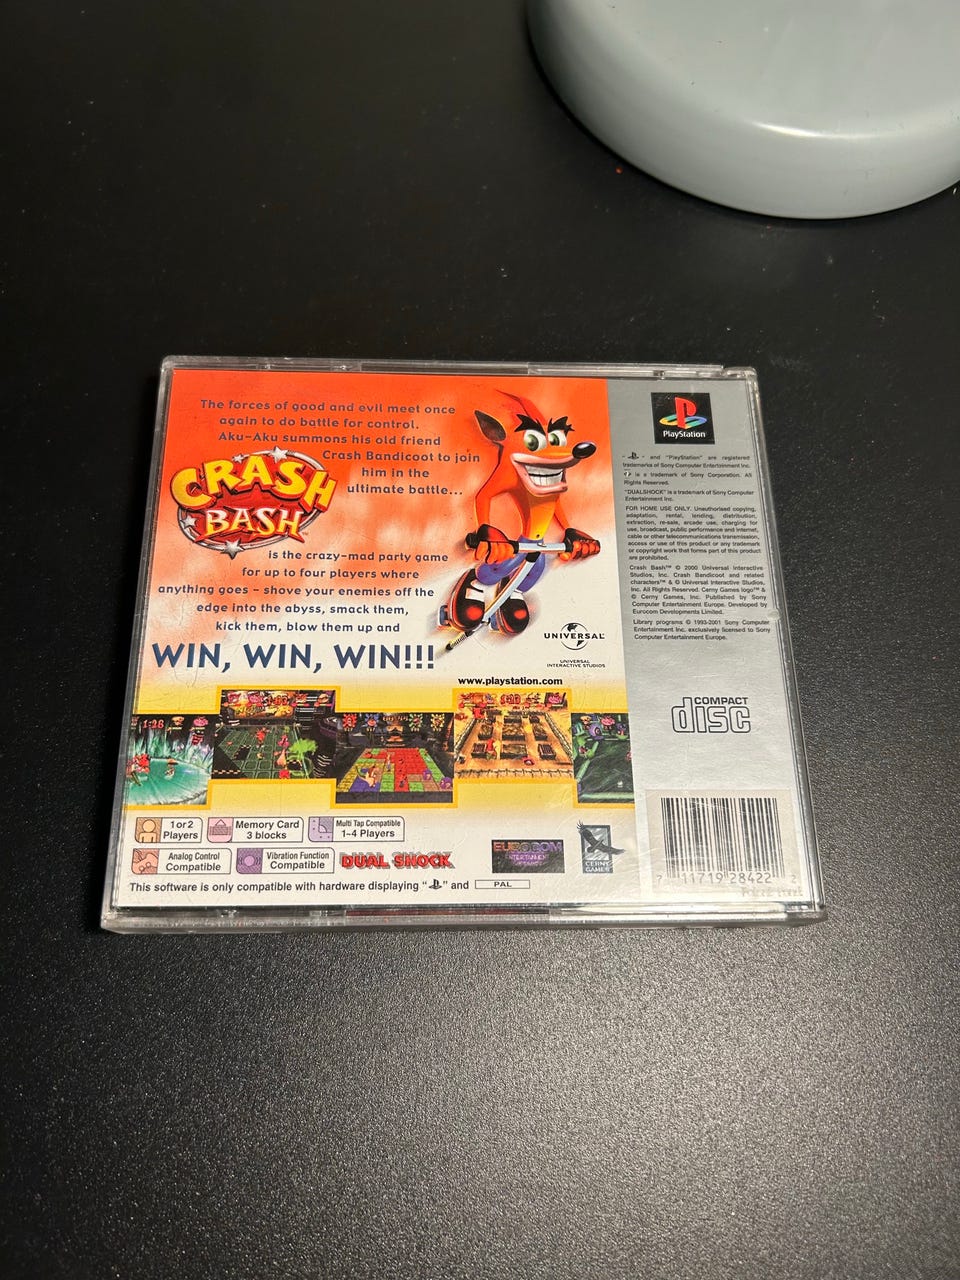 The forces of good and evil meet once
again to do battle for control.
Aku-Aku summons his old friend
Crash Bandicoot to join
him in the
ultimate battle...
CRASH
BASH
is the crazy-mad party game
for up to four players where
anything goes - shove your enemies off the
edge into the abyss, smack them,
kick them, blow them up and
WIN, WIN, WIN!!!
UNIVERSAL
UNIVERSAL
INTERACTIVE STUDIOS
www.playstation.com
1:26
1 or 2
Players
Memory Card
3 blocks
Multi Tap Compatible
1-4 Players
Analog Control
Compatible
Vibration Function
Compatible
DUAL SHOCK
EUROCOM
ENTERTAINMENT
CERNY
GAMES
This software is only compatible with hardware displaying " " and PAL
PlayStation
" " and "PlayStation" are registered
trademarks of Sony Computer Entertainment Inc.
is a trademark of Sony Corporation. All
Rights Reserved.
"DUALSHOCK" is a trademark of Sony Computer
Entertainment Inc.
FOR HOME USE ONLY. Unauthorised copying,
adaptation, rental, lending, distribution,
extraction, re-sale, arcade use, charging for
use, broadcast, public performance and internet,
cable or other telecommunications transmission,
access or use of this product or any trademark
or copyright work that forms part of this product
are prohibited.
Crash Bash™ © 2000 Universal Interactive
Studios, Inc. Crash Bandicoot and related
characters™ & © Universal Interactive Studios,
Inc. All Rights Reserved. Cerny Games logo™ &
© Cerny Games, Inc. Published by Sony
Computer Entertainment Europe. Developed by
Eurocom Developments Limited.
Library programs © 1993-2001 Sony Computer
Entertainment Inc. exclusively licensed to Sony
Computer Entertainment Europe.
COMPACT
disc
7 11719 28422 2